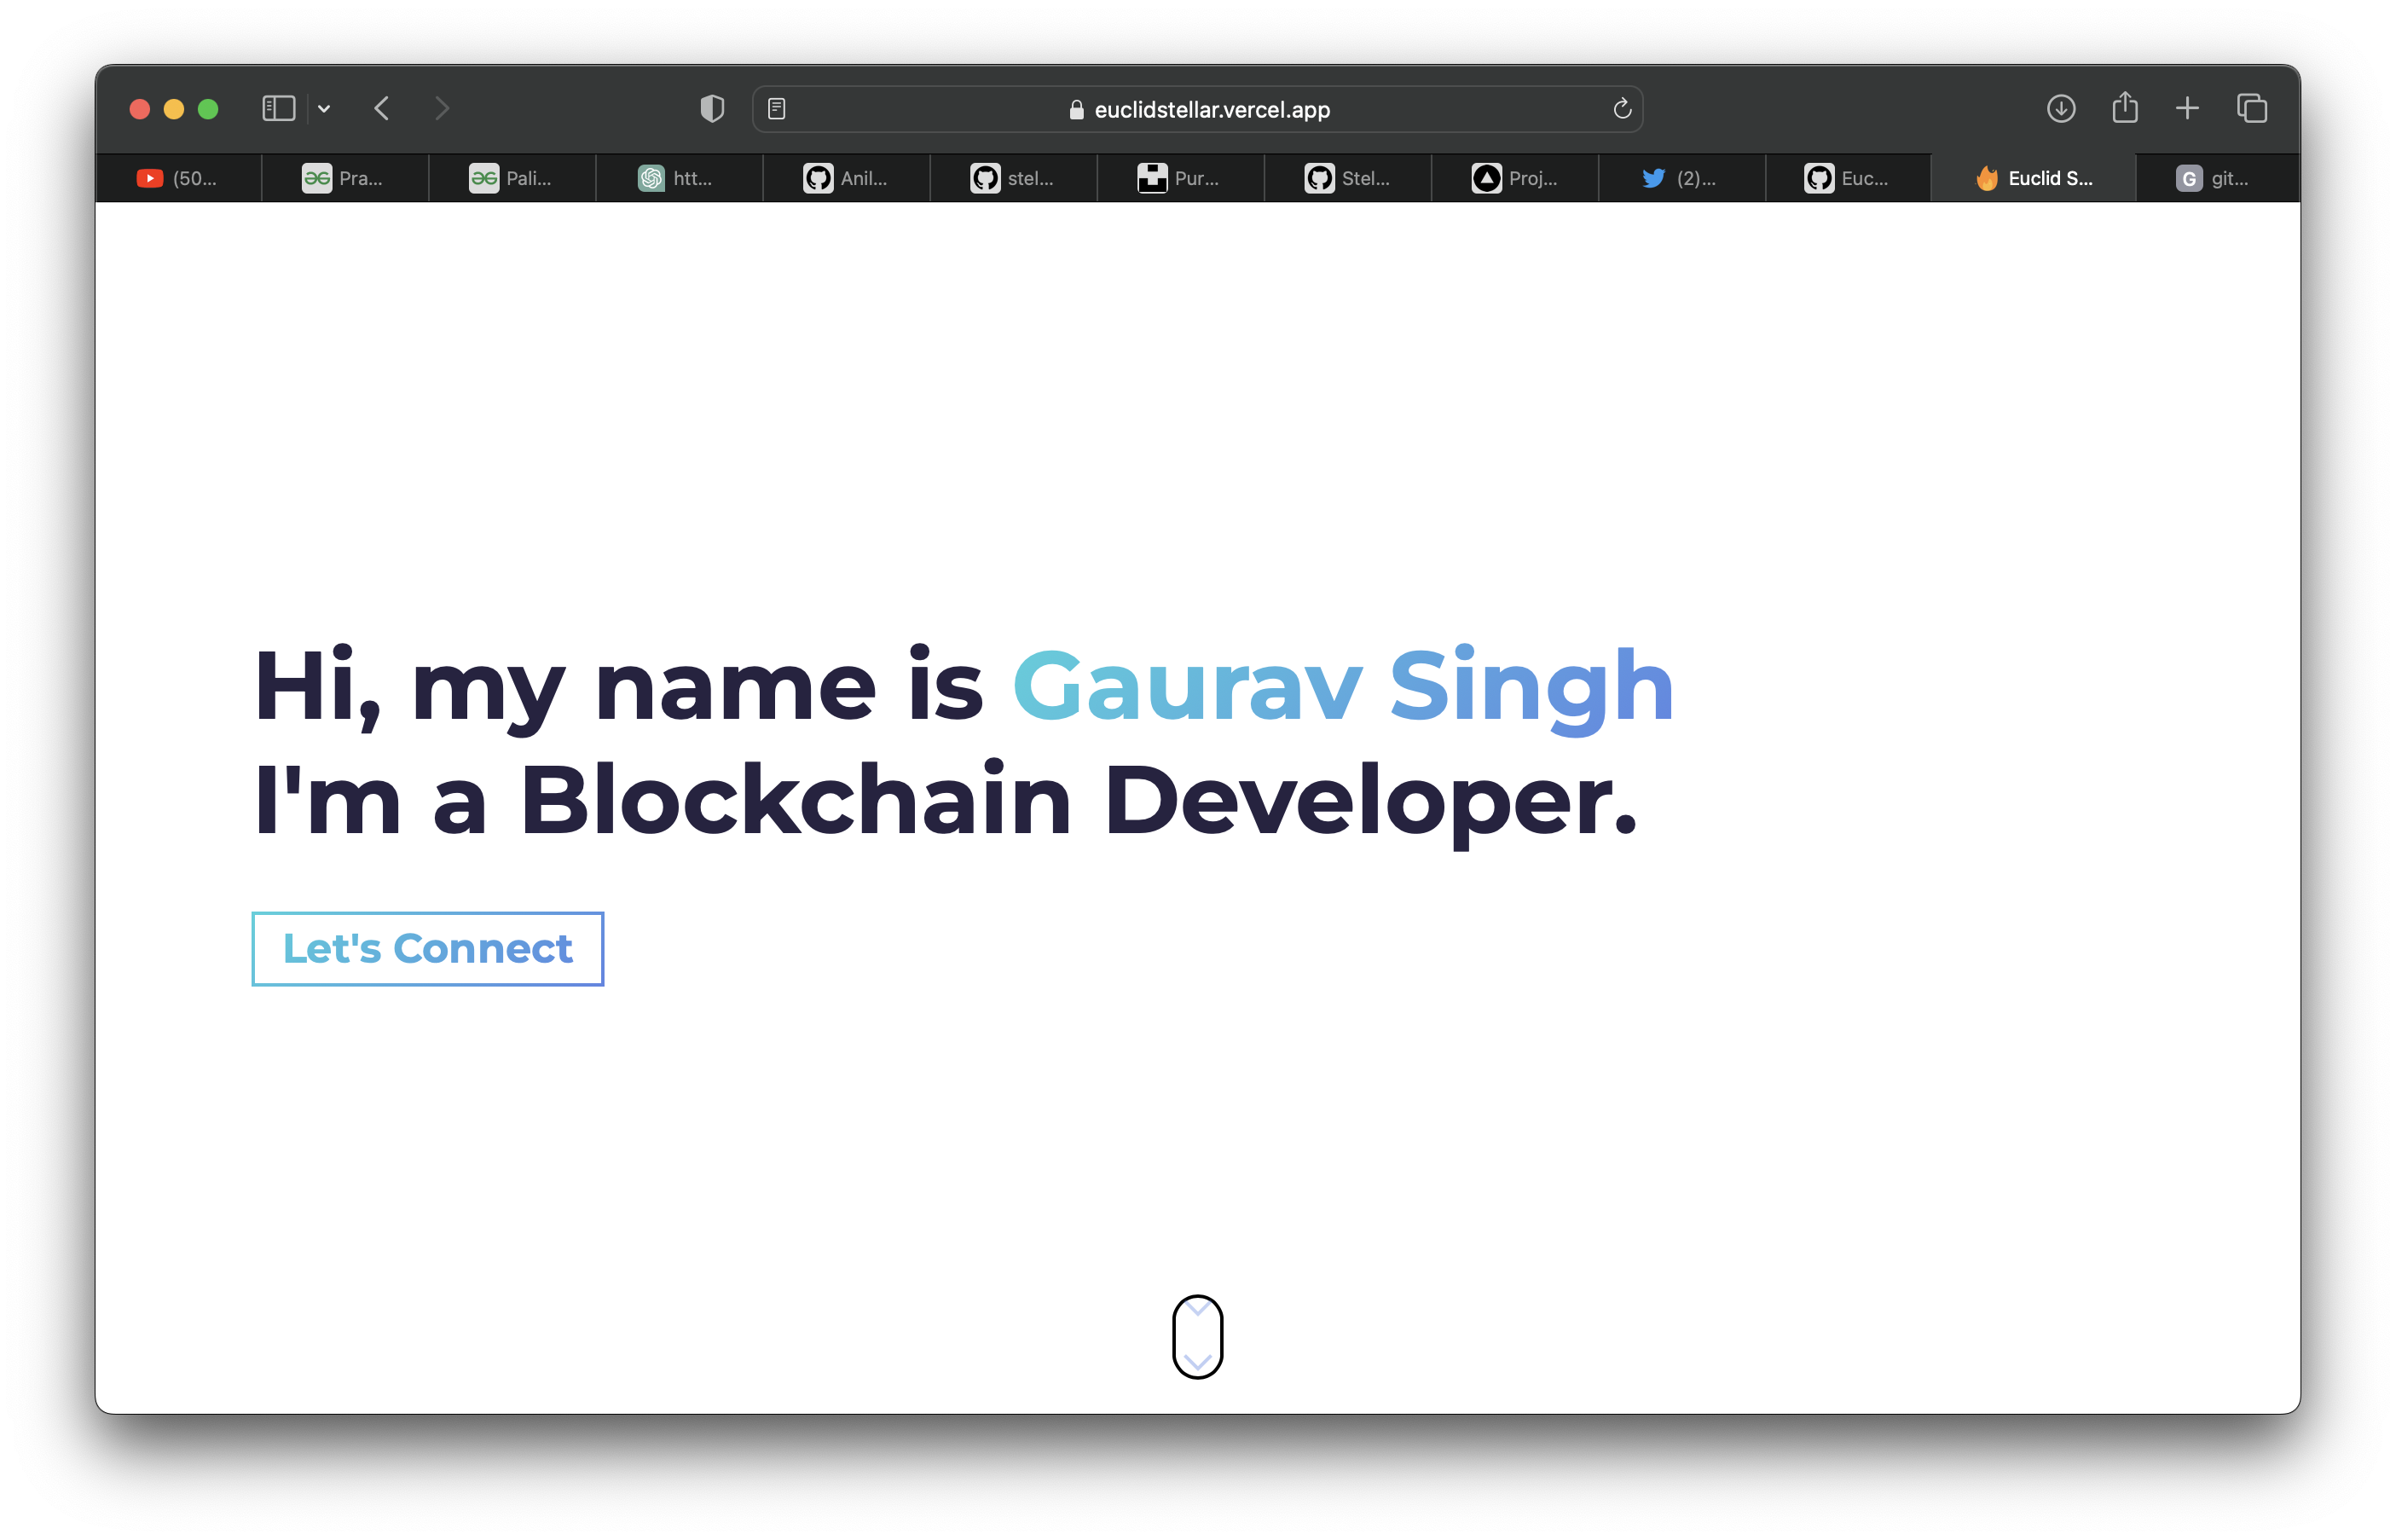 euclidstellar.vercel.app
(50... Pra... Pali... htt... Anil... stel... Pur... Stel... Proj... (2)... Euc... Euclid S... G git...
Hi, my name is Gaurav Singh
I'm a Blockchain Developer.
Let's Connect